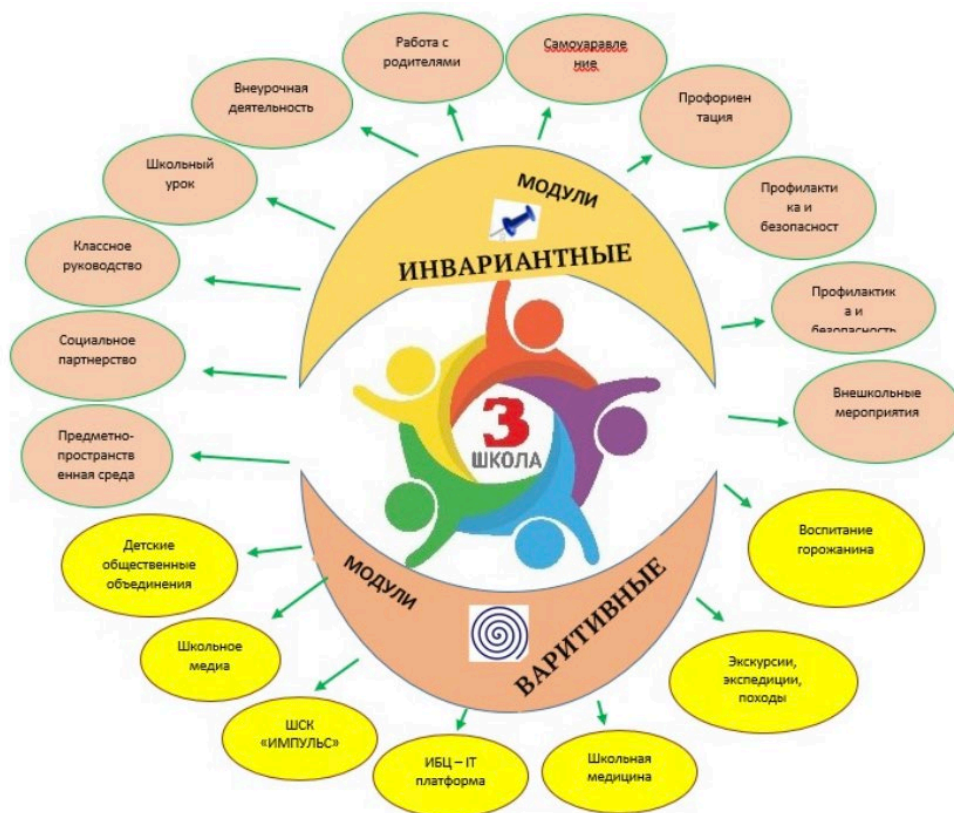 Работа с
родителями
Самоуаравле
ние
Внеурочная
деятельность
Профориен
тация
Школьный
урок
Профилакти
ка и
безопасност
Классное
руководство
Профилактик
а и
безопасность
Социальное
партнерство
Внешкольные
мероприятия
Предметно-
пространств
енная среда
МОДУЛИ
ИНВАРИАНТНЫЕ
3
ШКОЛА
МОДУЛИ
ВАРИТИВНЫЕ
Детские
общественные
объединения
Воспитание
горожанина
Школьное
медиа
Экскурсии,
экспедиции,
походы
ШСК
«ИМПУЛЬС»
ИБЦ – IT
платформа
Школьная
медицина